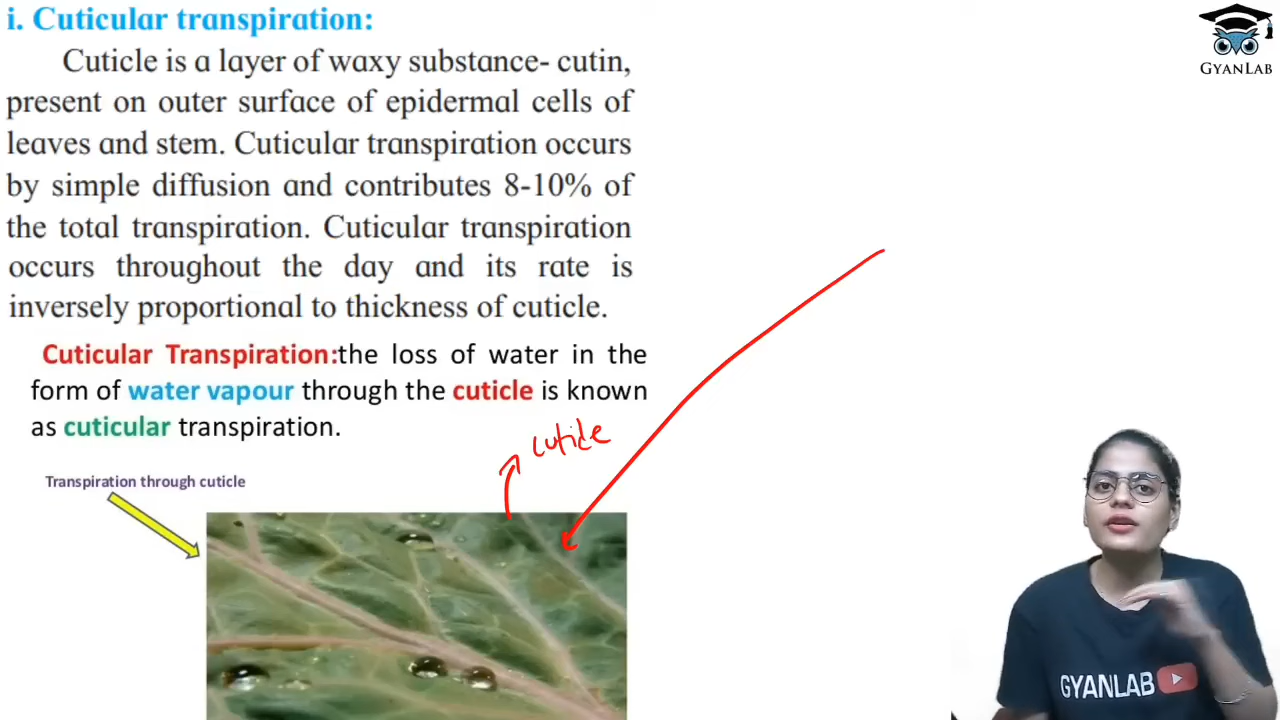 i. Cuticular transpiration:
Cuticle is a layer of waxy substance- cutin,
present on outer surface of epidermal cells of
leaves and stem. Cuticular transpiration occurs
by simple diffusion and contributes 8-10% of
the total transpiration. Cuticular transpiration
occurs throughout the day and its rate is
inversely proportional to thickness of cuticle.
Cuticular Transpiration:the loss of water in the
form of water vapour through the cuticle is known
as cuticular transpiration.
cuticle
Transpiration through cuticle
GYANLAB
GYANLAB